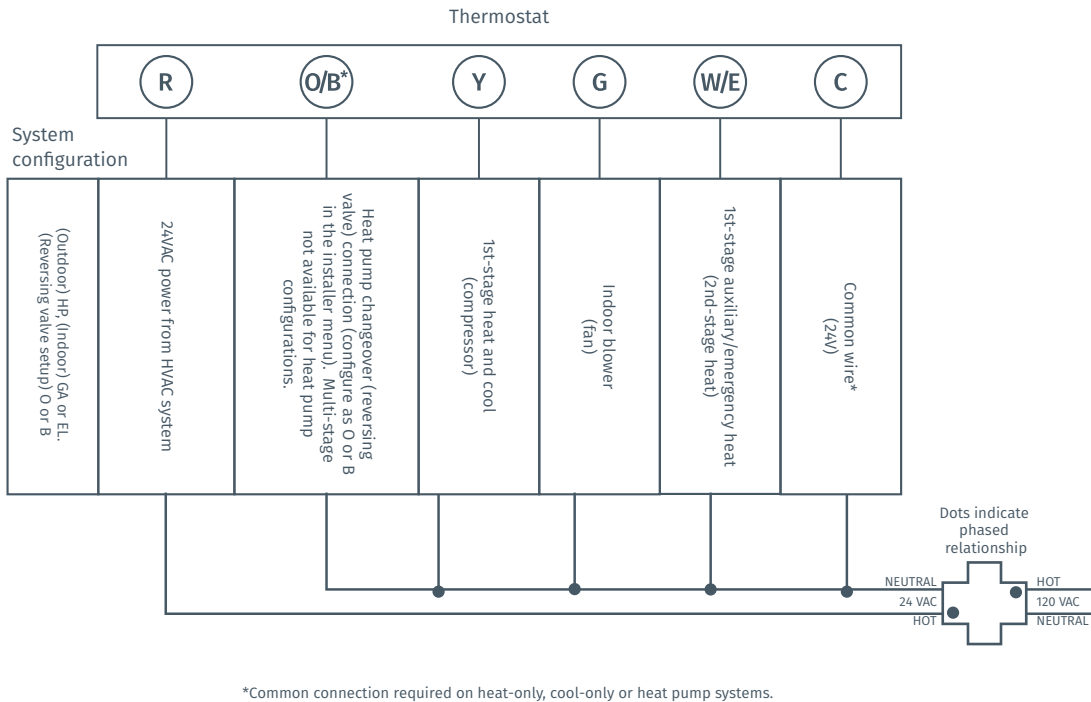 Thermostat
R
O/B*
Y
G
W/E
C
System
configuration
(Outdoor) HP, (Indoor) GA or EL.
(Reversing valve setup) O or B
24VAC power from HVAC system
Heat pump changeover (reversing
valve) connection (configure as O or B
in the installer menu). Multi-stage
not available for heat pump
configurations.
1st-stage heat and cool
(compressor)
Indoor blower
(fan)
1st-stage auxiliary/emergency heat
(2nd-stage heat)
Common wire*
(24V)
Dots indicate
phased
relationship
NEUTRAL
24 VAC
HOT
HOT
120 VAC
NEUTRAL
*Common connection required on heat-only, cool-only or heat pump systems.